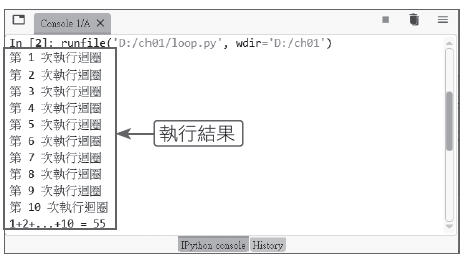 Console 1/A ✕
In [2]: runfile('D:/ch01/loop.py', wdir='D:/ch01')
第 1 次執行迴圈
第 2 次執行迴圈
第 3 次執行迴圈
第 4 次執行迴圈
第 5 次執行迴圈
第 6 次執行迴圈
第 7 次執行迴圈
第 8 次執行迴圈
第 9 次執行迴圈
第 10 次執行迴圈
1+2+...+10 = 55
執行結果
IPython console History